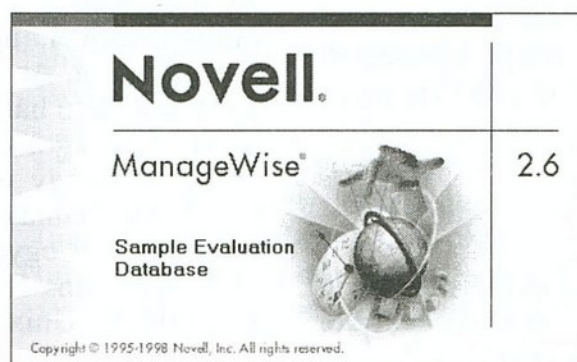 Novell®
ManageWise® 2.6
Sample Evaluation
Database
Copyright © 1995-1998 Novell, Inc. All rights reserved.